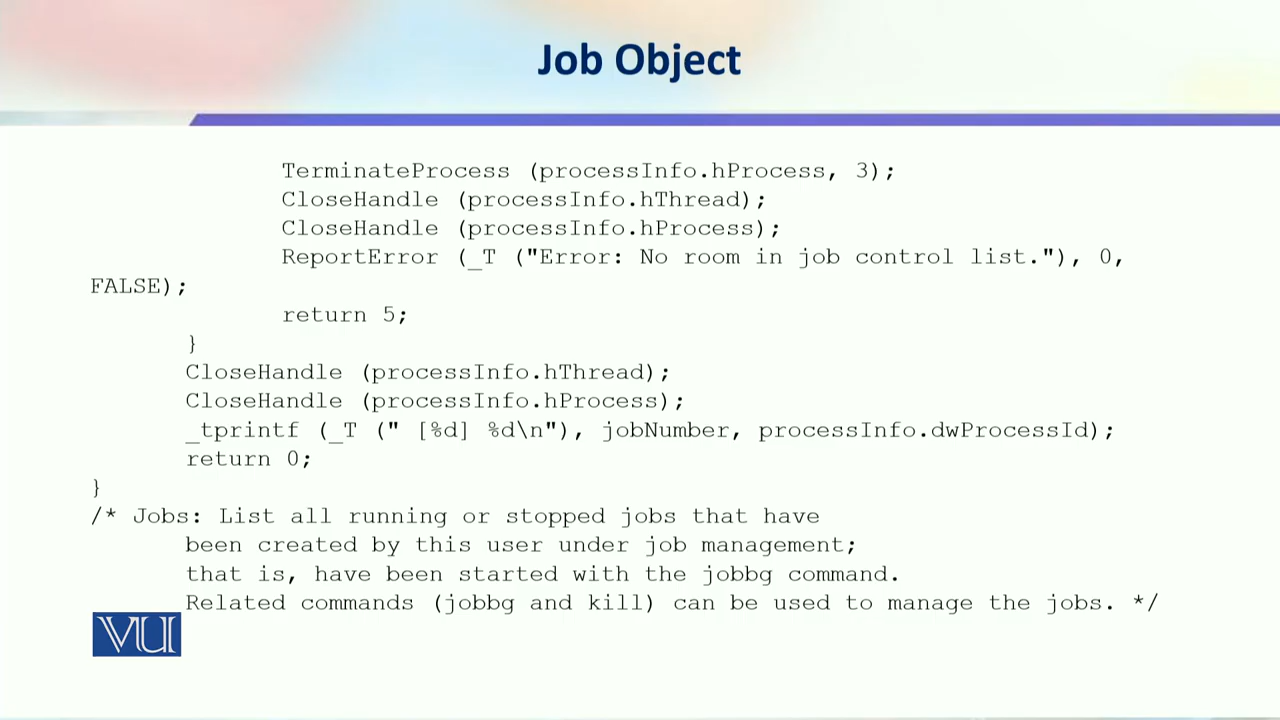 Job Object
TerminateProcess (processInfo.hProcess, 3);
CloseHandle (processInfo.hThread);
CloseHandle (processInfo.hProcess);
ReportError (_T ("Error: No room in job control list."), 0,
FALSE);
return 5;
}
CloseHandle (processInfo.hThread);
CloseHandle (processInfo.hProcess);
_tprintf (_T (" [%d] %d\n"), jobNumber, processInfo.dwProcessId);
return 0;
}
/* Jobs: List all running or stopped jobs that have
been created by this user under job management;
that is, have been started with the jobbg command.
Related commands (jobbg and kill) can be used to manage the jobs. */
VU